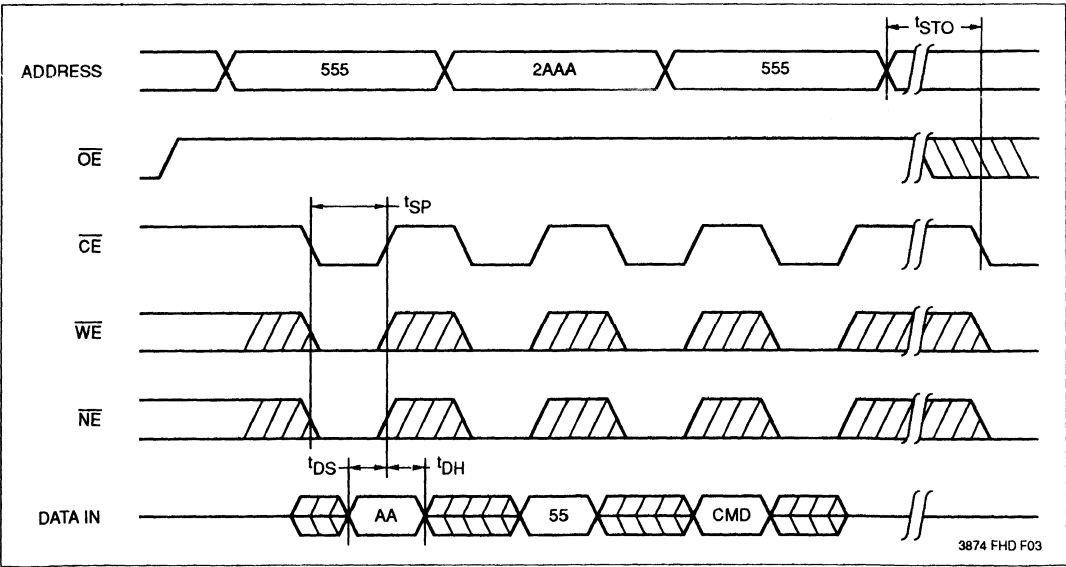 tSTO
ADDRESS 555 2AAA 555
OE
tSP
CE
WE
NE
tDS tDH
DATA IN AA 55 CMD
3874 FHD F03